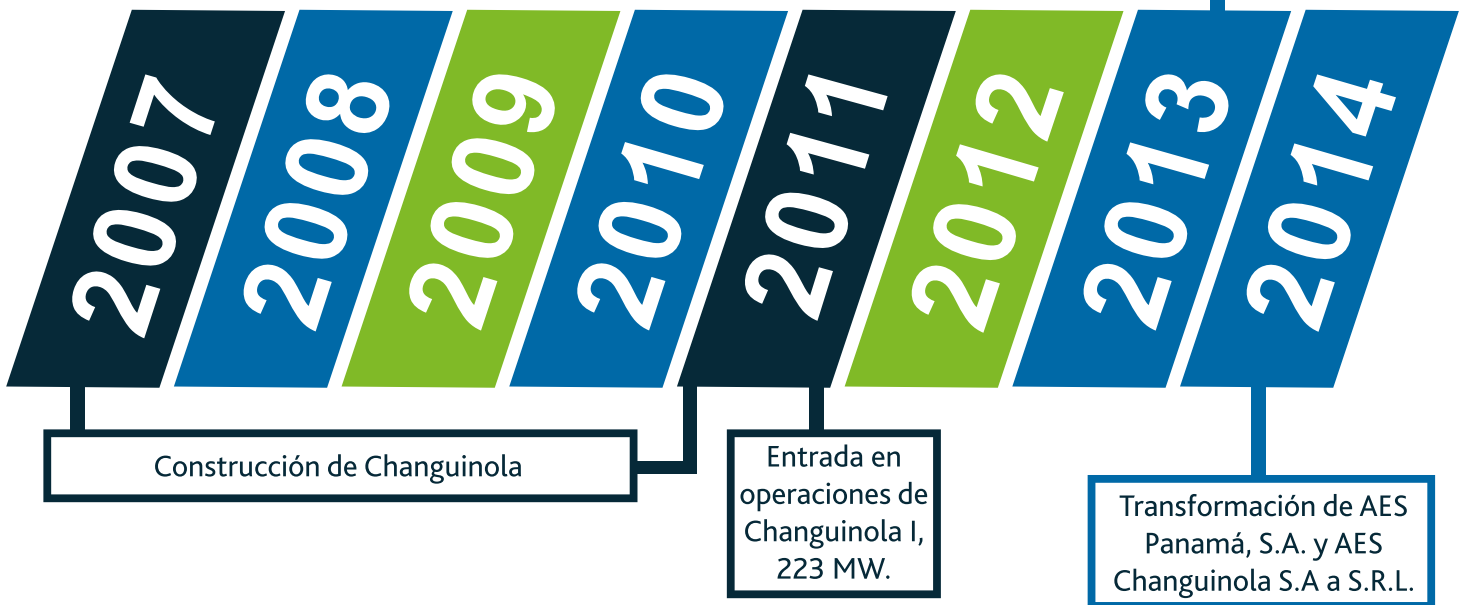 2007
2008
2009
2010
2011
2012
2013
2014
Construcción de Changuinola
Entrada en
operaciones de
Changuinola I,
223 MW.
Transformación de AES
Panamá, S.A. y AES
Changuinola S.A a S.R.L.